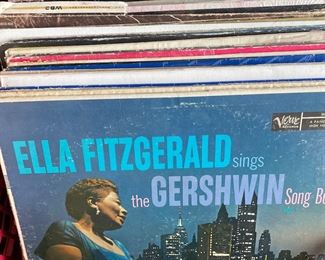 Verve
ELLA FITZGERALD sings
the GERSHWIN Song Bo